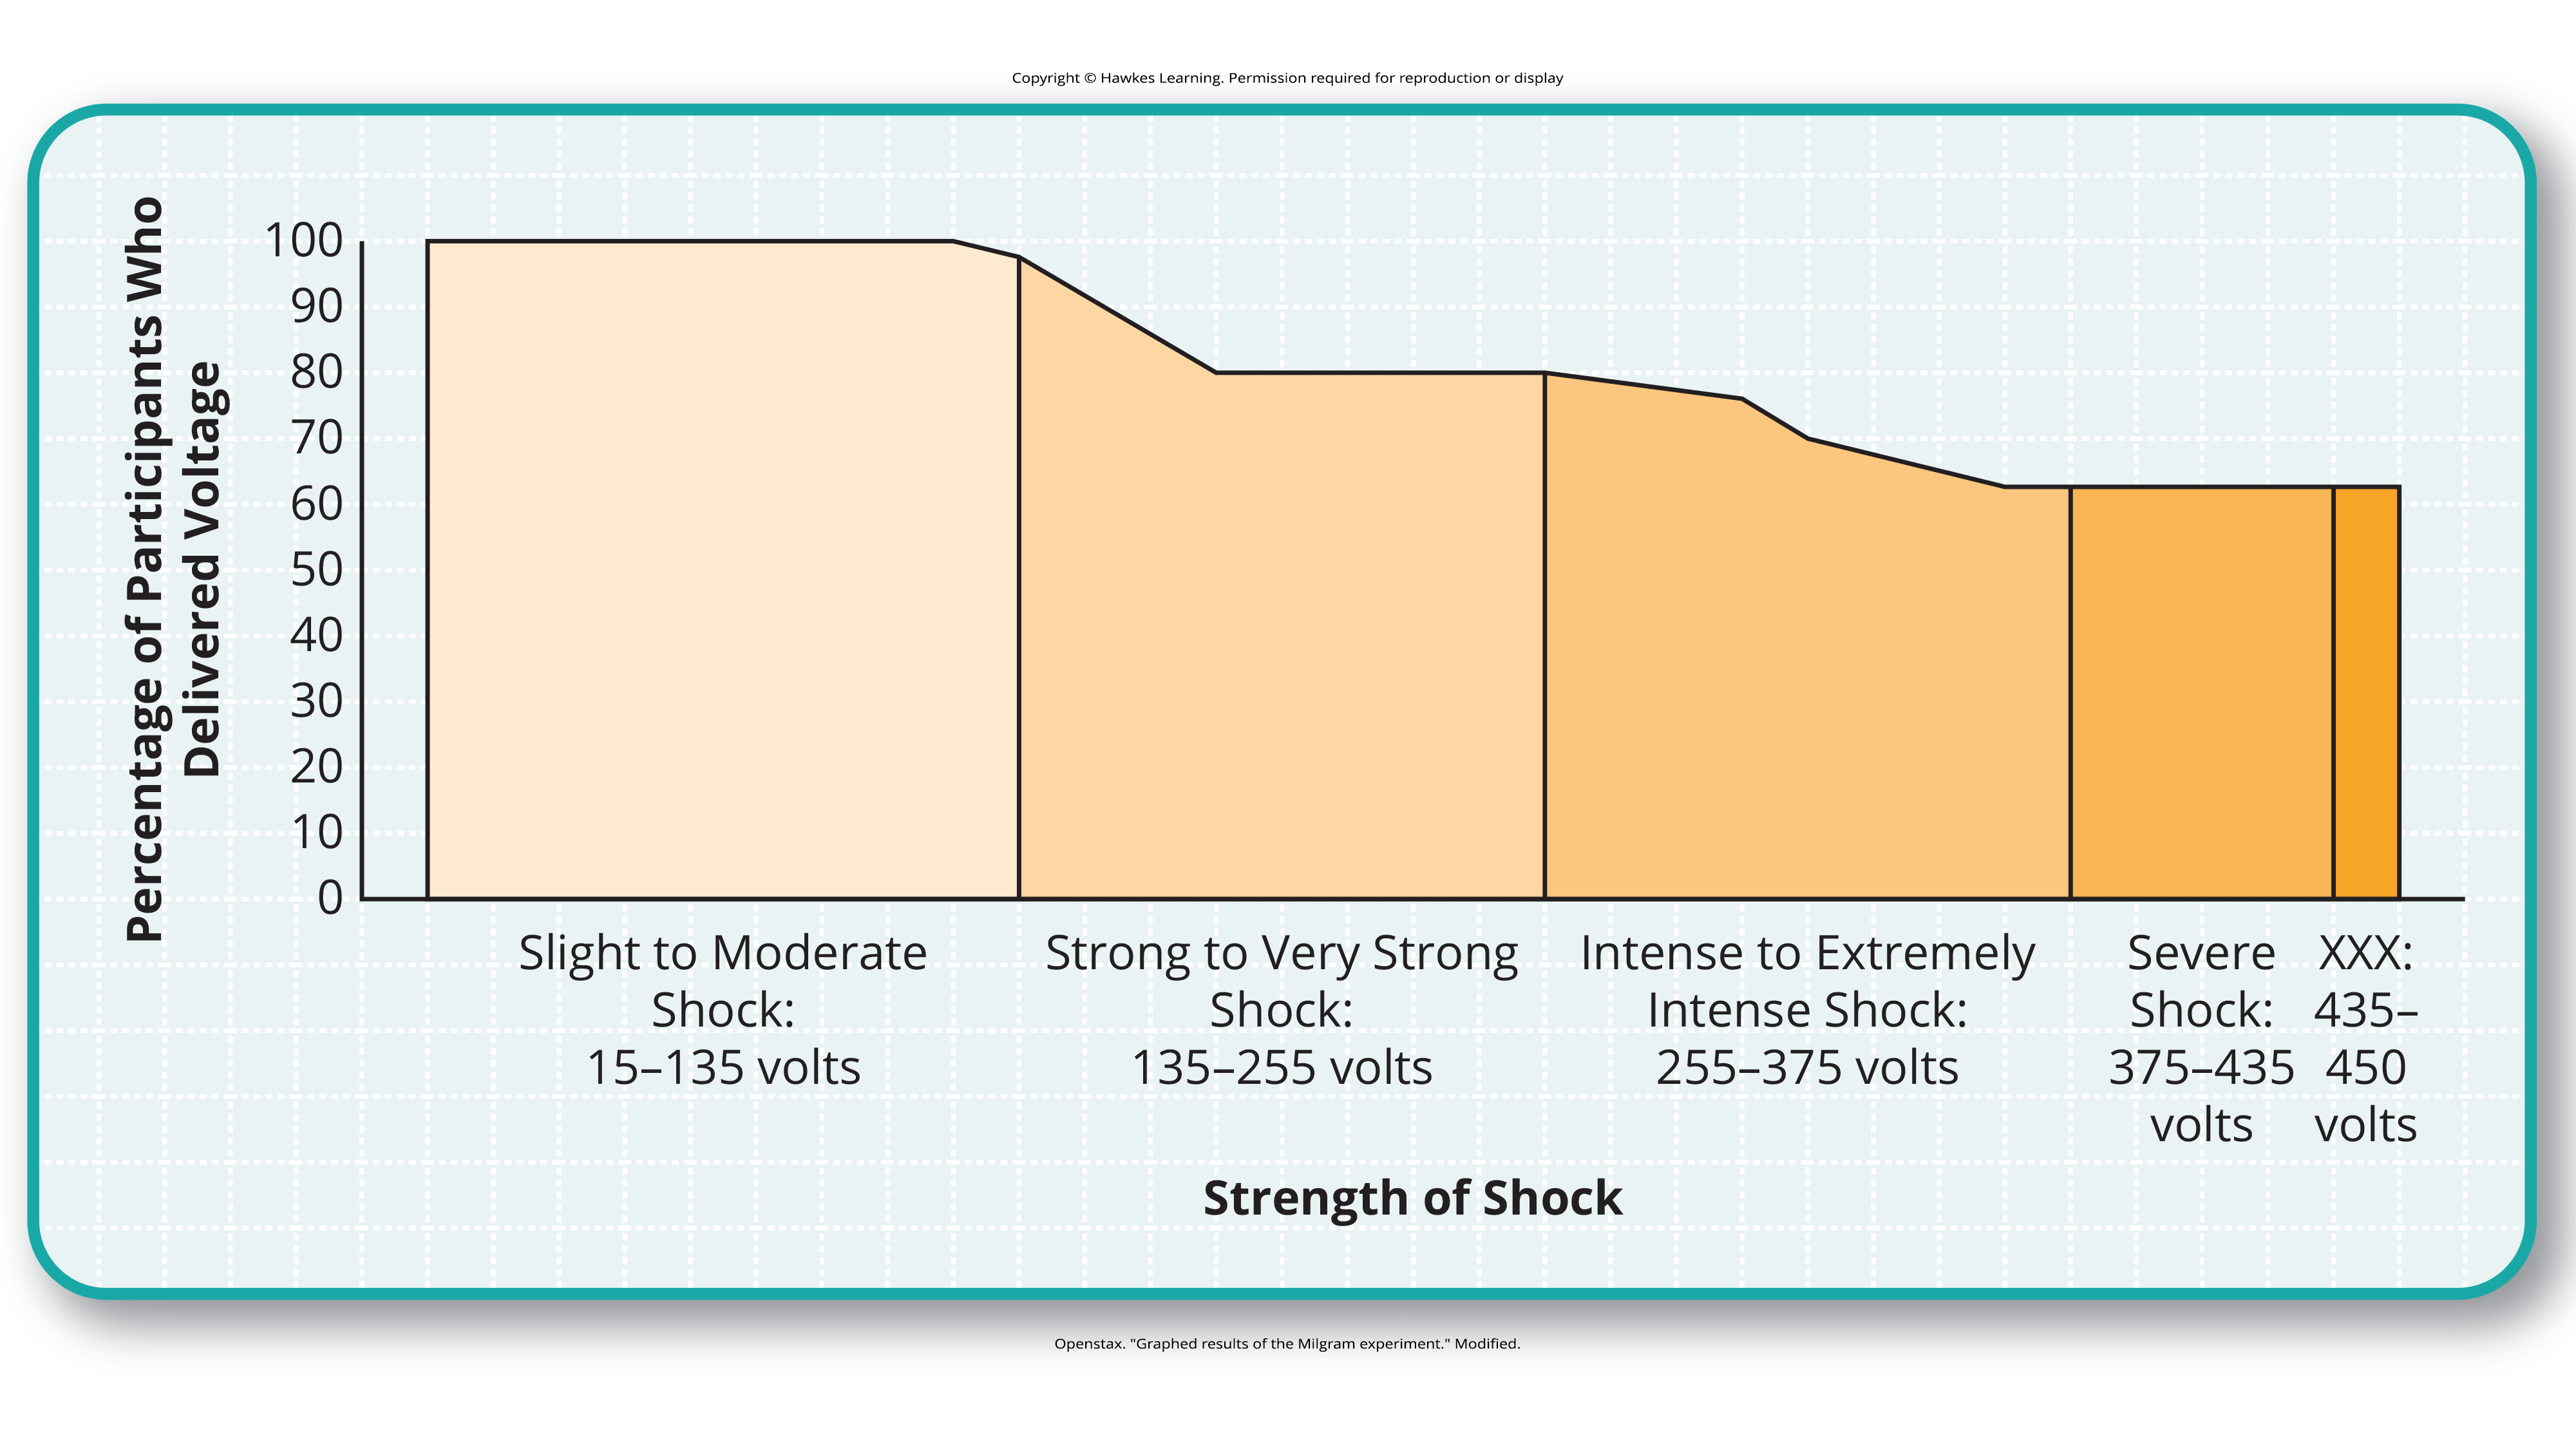 Copyright © Hawkes Learning. Permission required for reproduction or display
Percentage of Participants Who
Delivered Voltage
100
90
80
70
60
50
40
30
20
10
0
Slight to Moderate
Shock:
15–135 volts
Strong to Very Strong
Shock:
135–255 volts
Intense to Extremely
Intense Shock:
255–375 volts
Severe
Shock:
375–435
volts
XXX:
435–
450
volts
Strength of Shock
Openstax. "Graphed results of the Milgram experiment." Modified.